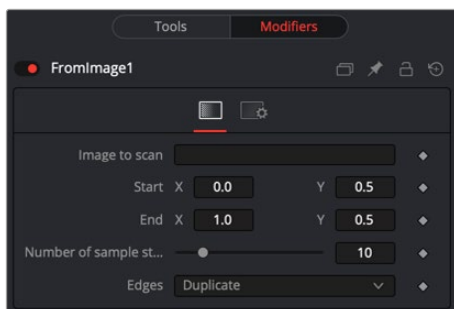 Tools Modifiers
FromImage1
Image to scan
Start X 0.0 Y 0.5
End X 1.0 Y 0.5
Number of sample st... 10
Edges Duplicate